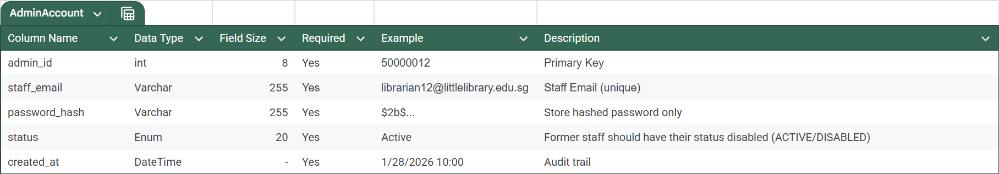 AdminAccount
Column Name Data Type Field Size Required Example Description
admin_id int 8 Yes 50000012 Primary Key
staff_email Varchar 255 Yes librarian12@littlelibrary.edu.sg Staff Email (unique)
password_hash Varchar 255 Yes $2b$... Store hashed password only
status Enum 20 Yes Active Former staff should have their status disabled (ACTIVE/DISABLED)
created_at DateTime - Yes 1/28/2026 10:00 Audit trail